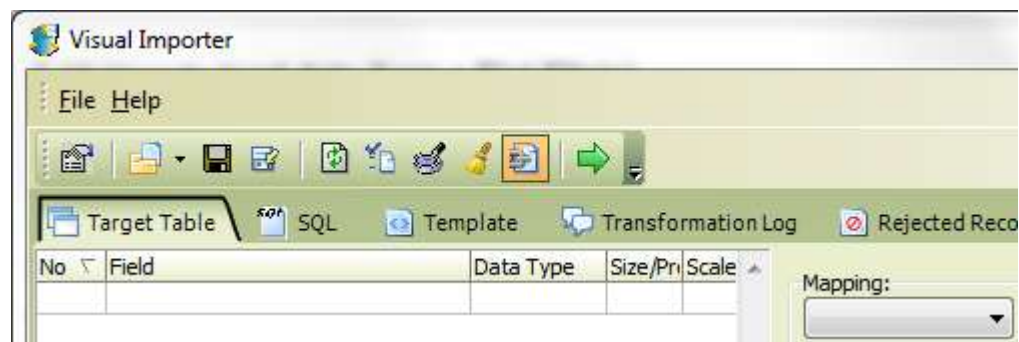 Visual Importer
File Help
Target Table SQL Template Transformation Log Rejected Reco
No Field Data Type Size/Pr Scale
Mapping: